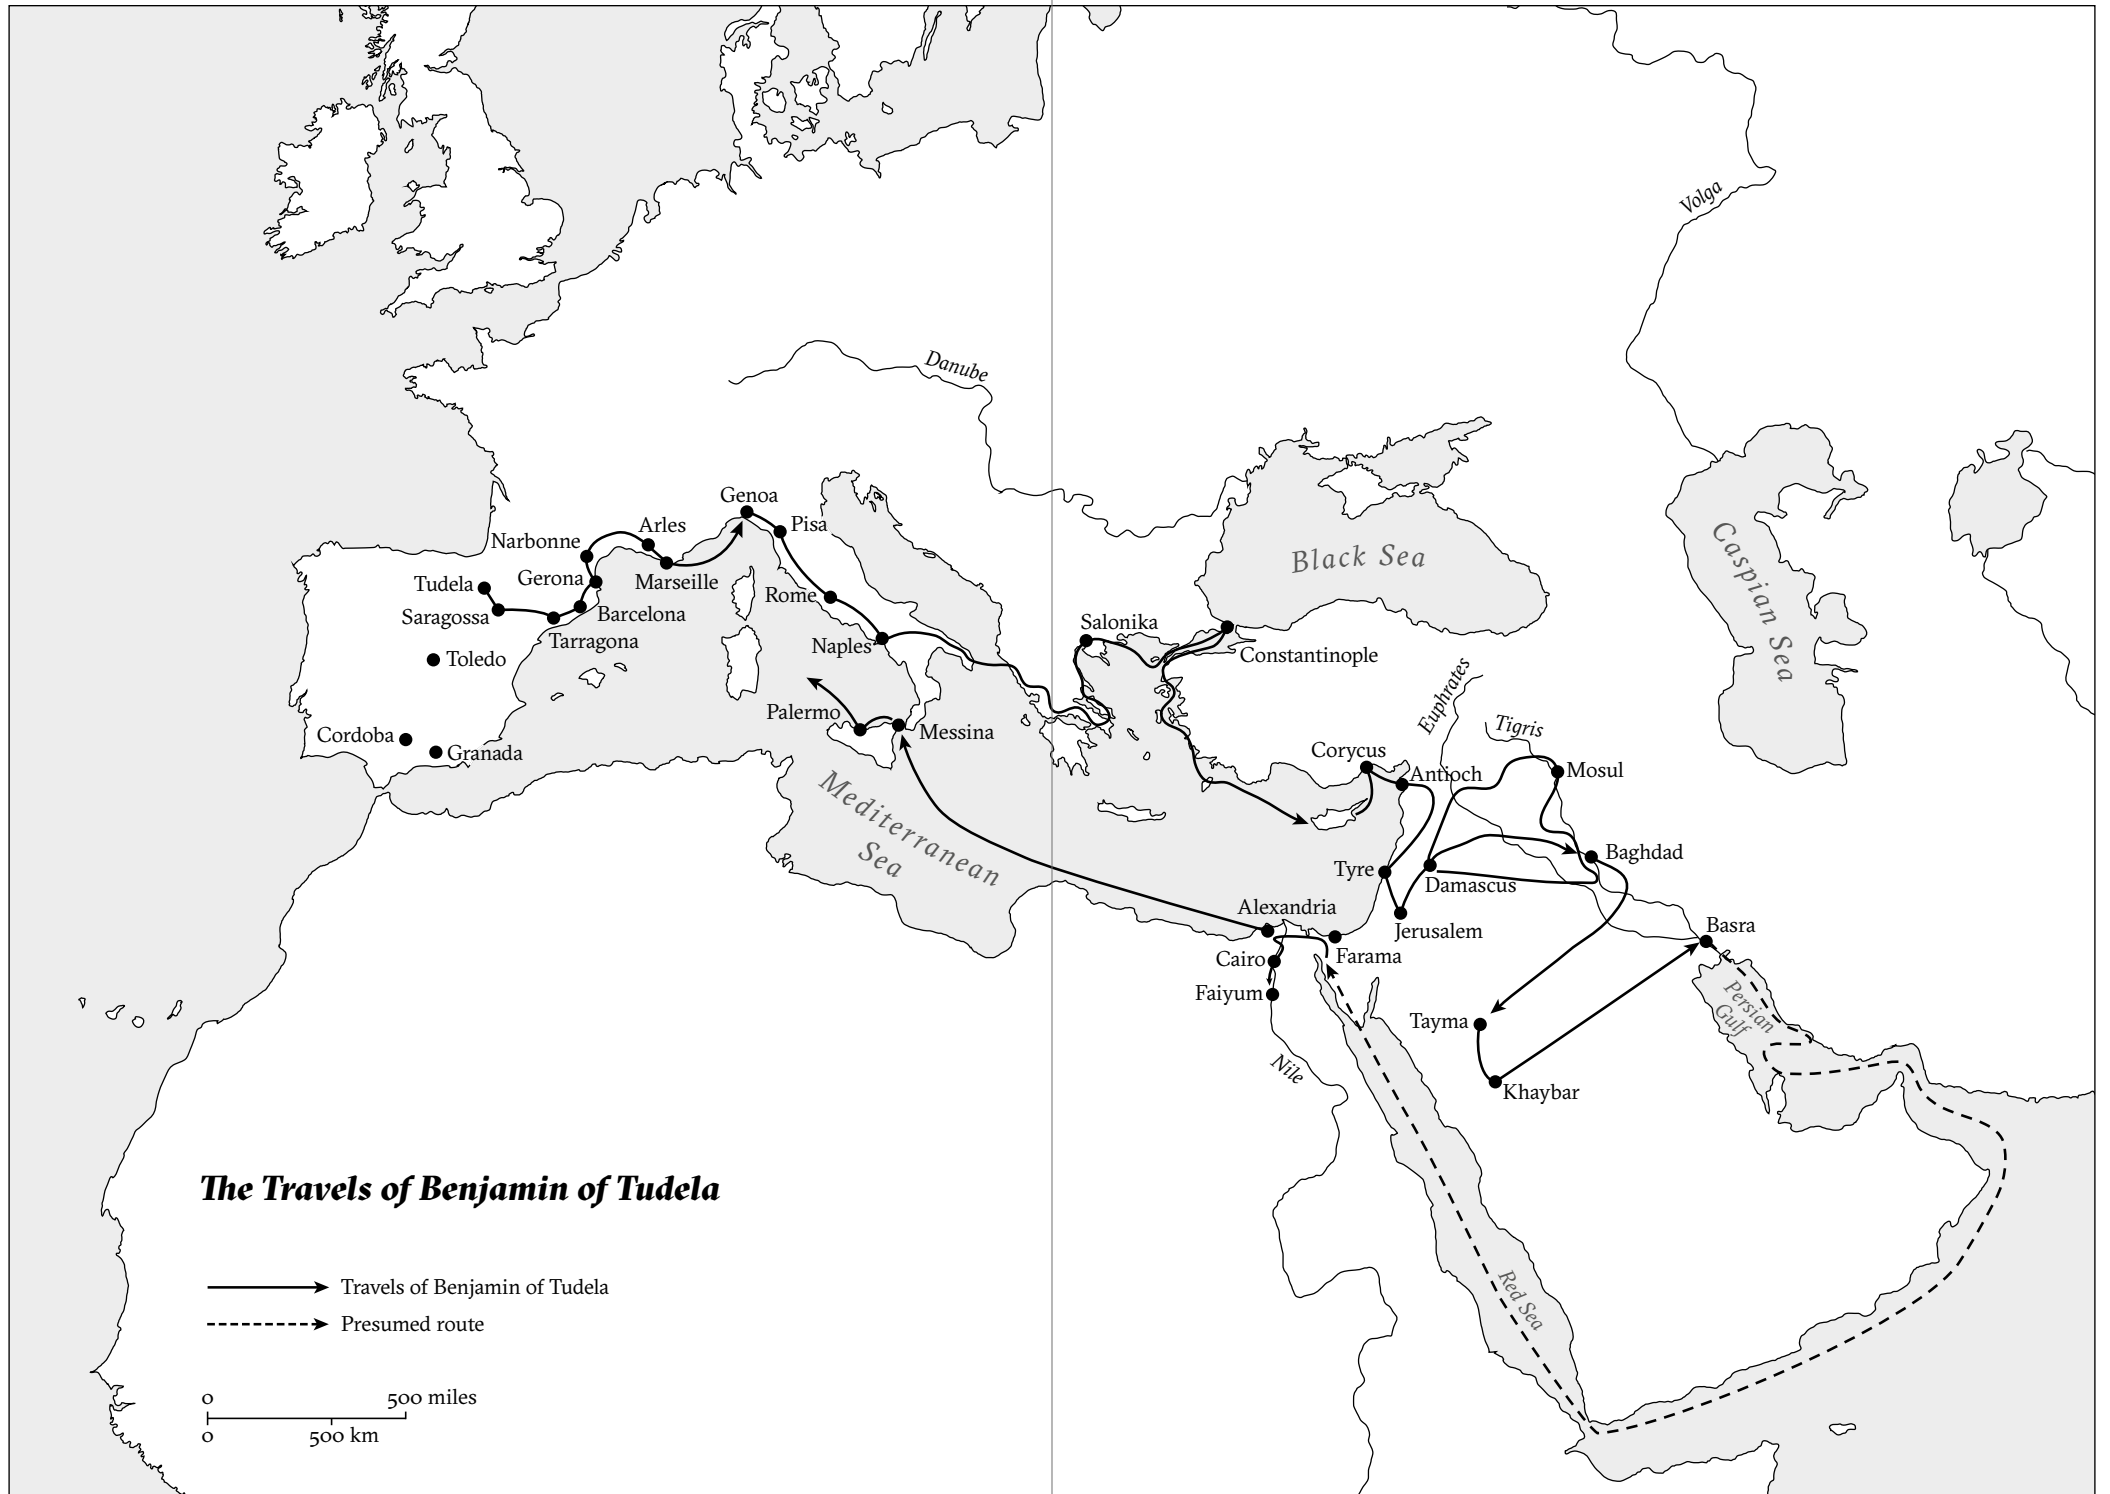 Volga
Danube
Genoa
Arles
Pisa
Narbonne
Black Sea
Caspian Sea
Tudela
Gerona
Marseille
Rome
Saragossa
Barcelona
Tarragona
Salonika
Naples
Constantinople
Toledo
Euphrates
Palermo
Tigris
Cordoba
Messina
Granada
Corycus
Antioch
Mosul
Mediterranean
Sea
Tyre
Baghdad
Damascus
Alexandria
Jerusalem
Basra
Cairo
Farama
Faiyum
Persian
Gulf
Tayma
Nile
Khaybar
Red Sea
The Travels of Benjamin of Tudela
Travels of Benjamin of Tudela
Presumed route
0 500 miles
0 500 km